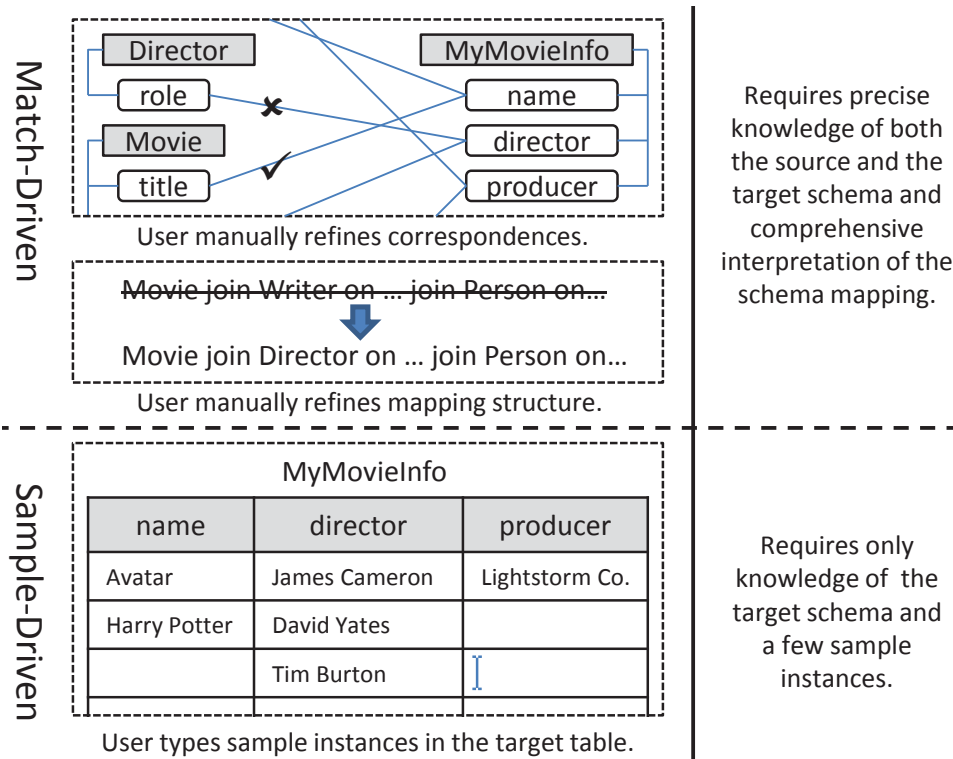 Match-Driven
Director
role
Movie
title
MyMovieInfo
name
director
producer
User manually refines correspondences.
Movie join Writer on ... join Person on...
Movie join Director on ... join Person on...
User manually refines mapping structure.
Requires precise
knowledge of both
the source and the
target schema and
comprehensive
interpretation of the
schema mapping.
Sample-Driven
MyMovieInfo
name director producer
Avatar James Cameron Lightstorm Co.
Harry Potter David Yates
Tim Burton
User types sample instances in the target table.
Requires only
knowledge of the
target schema and
a few sample
instances.